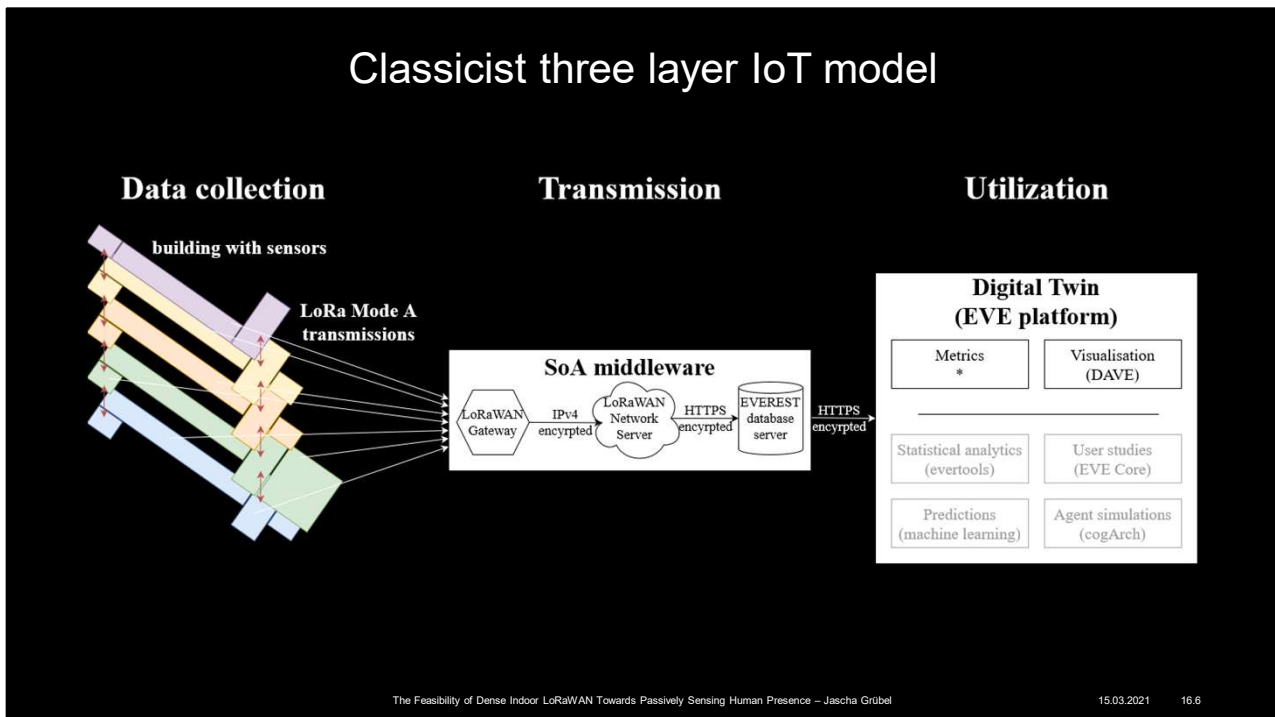 Classicist three layer IoT model
Data collection
Transmission
Utilization
building with sensors
LoRa Mode A
transmissions
SoA middleware
LoRaWAN
Gateway
IPv4
encyrpted
LoRaWAN
Network
Server
HTTPS
encyrpted
EVEREST
database
server
HTTPS
encyrpted
Digital Twin
(EVE platform)
Metrics
*
Visualisation
(DAVE)
Statistical analytics
(evertools)
User studies
(EVE Core)
Predictions
(machine learning)
Agent simulations
(cogArch)
The Feasibility of Dense Indoor LoRaWAN Towards Passively Sensing Human Presence – Jascha Grübel
15.03.2021
16.6